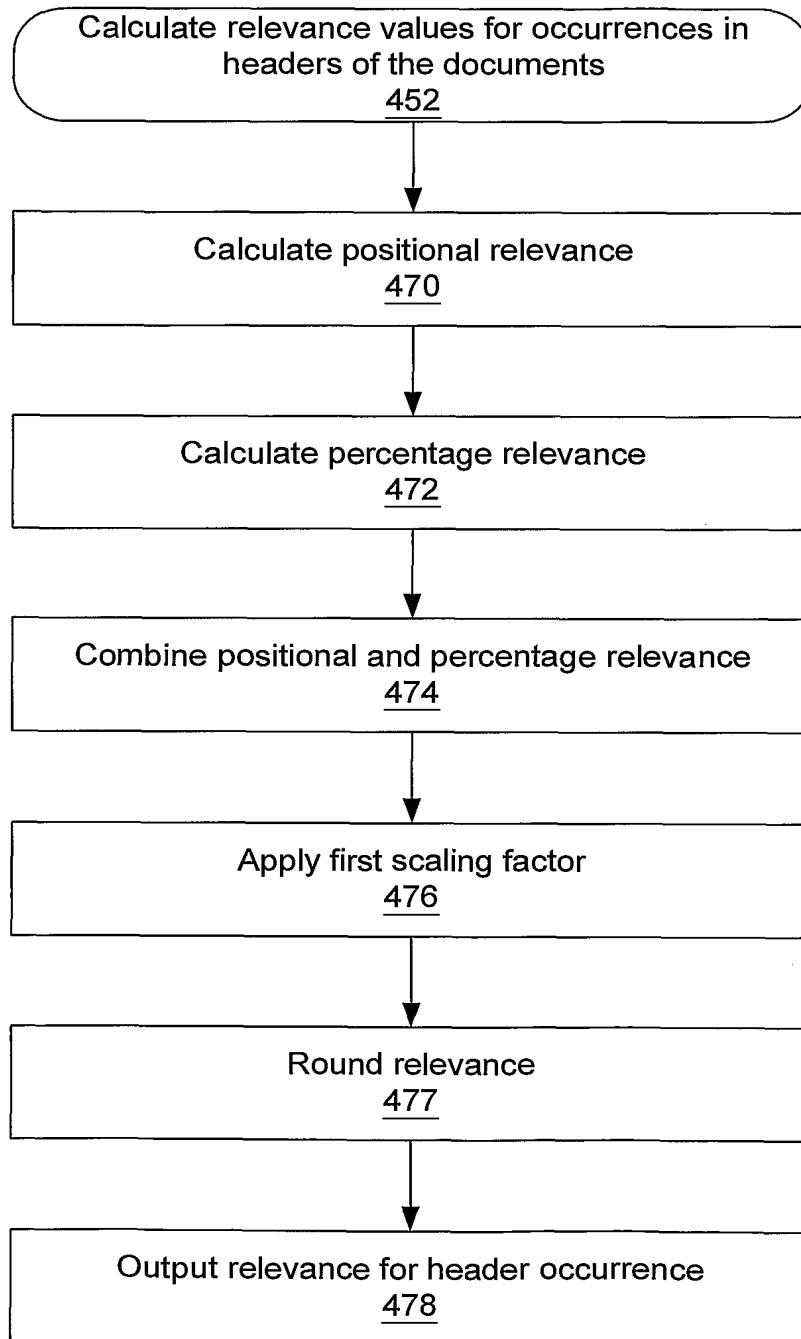 Calculate relevance values for occurrences in
headers of the documents
452
Calculate positional relevance
470
Calculate percentage relevance
472
Combine positional and percentage relevance
474
Apply first scaling factor
476
Round relevance
477
Output relevance for header occurrence
478